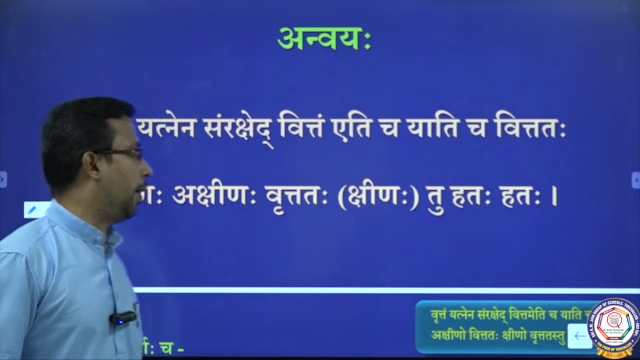 अन्वयः
यत्नेन संरक्षेद् वित्तं एति च याति च वित्ततः
अक्षीणः वृत्ततः (क्षीणः) तु हतः हतः ।
वृत्तं यत्नेन संरक्षेद् वित्तमेति च याति
अक्षीणो वित्ततः क्षीणो वृत्ततस्तु
च -